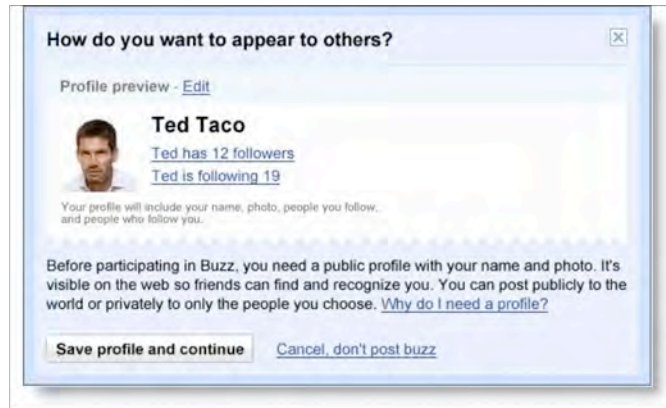 How do you want to appear to others?
Profile preview - Edit
Ted Taco
Ted has 12 followers
Ted is following 19
Your profile will include your name, photo, people you follow,
and people who follow you.
Before participating in Buzz, you need a public profile with your name and photo. It's
visible on the web so friends can find and recognize you. You can post publicly to the
world or privately to only the people you choose. Why do I need a profile?
Save profile and continue Cancel, don't post buzz